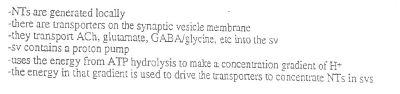 -NTs are generated locally
-there are transporters on the synaptic vesicle membrane
-they transport ACh, glutamate, GABA/glycine, etc into the sv
-sv contains a proton pump
-uses the energy from ATP hydrolysis to make a concentration gradient of H+
-the energy in that gradient is used to drive the transporters to concentrate NTs in svs